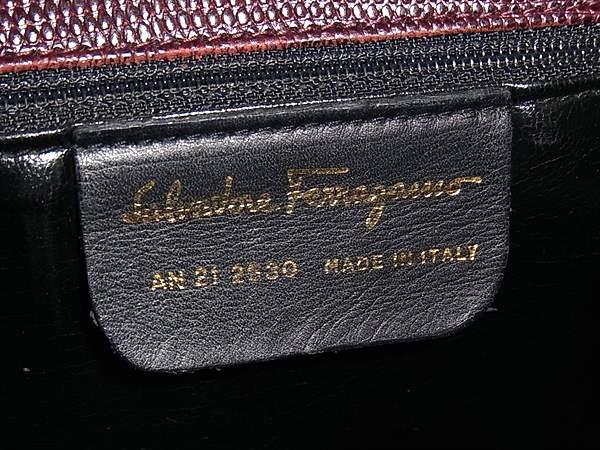 Salvatore Ferragamo
AN 21 2630 MADE IN ITALY